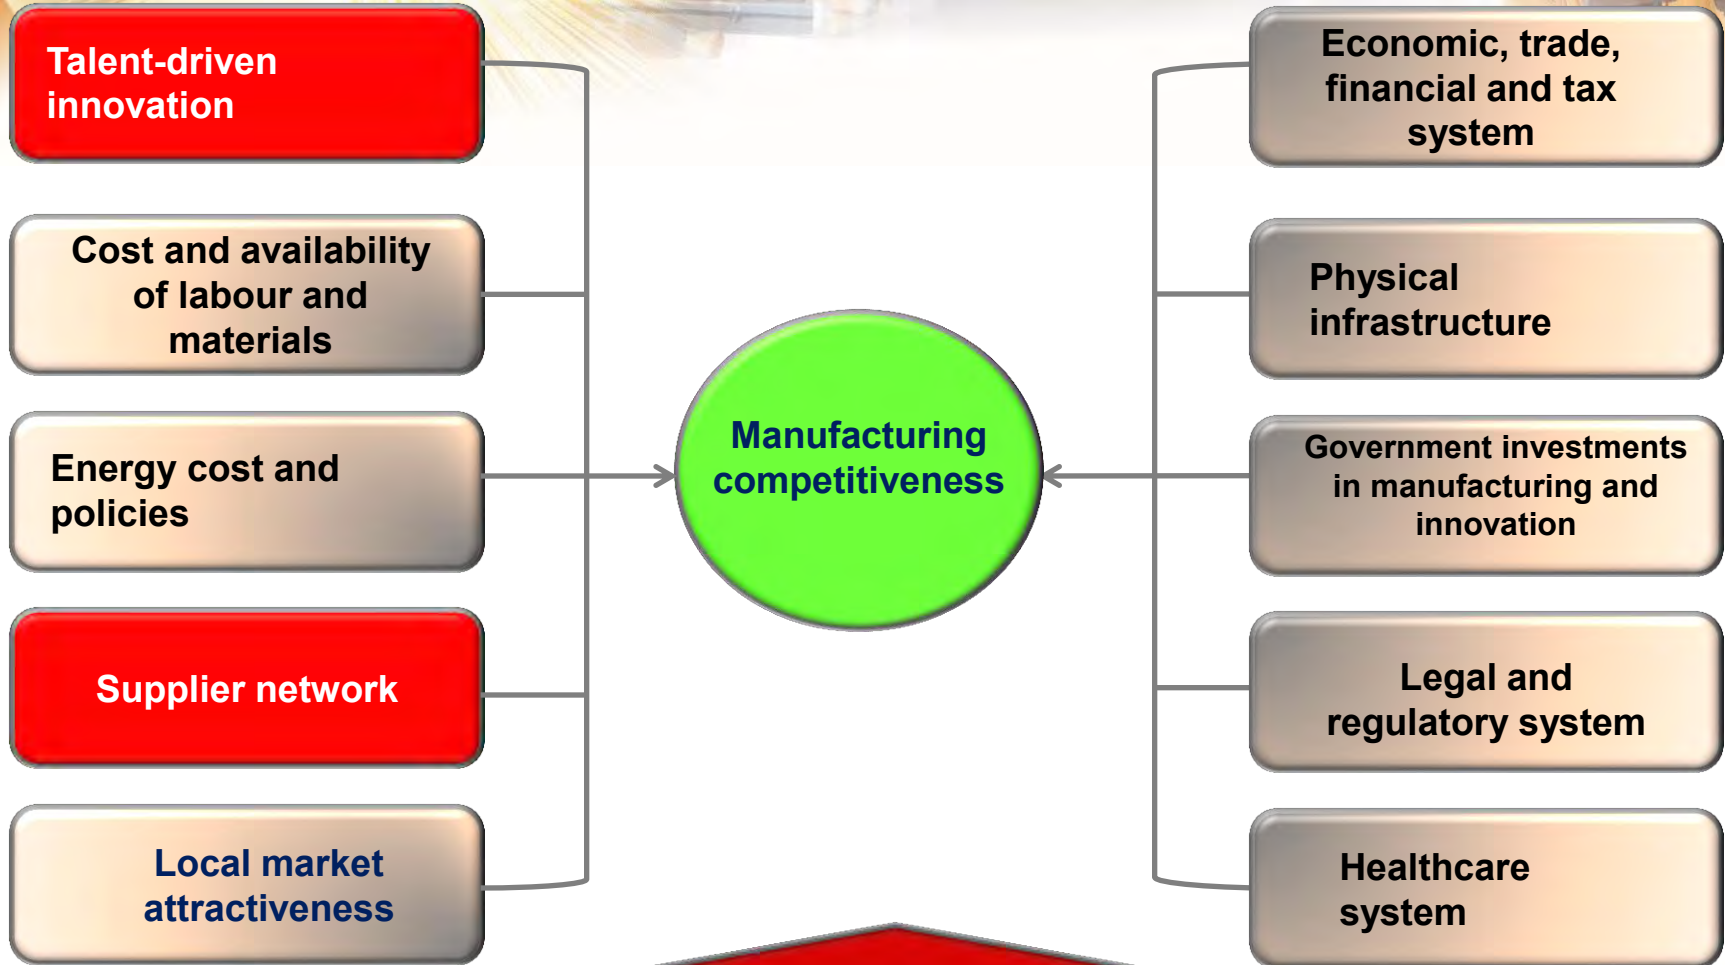 Talent-driven
innovation
Cost and availability
of labour and
materials
Energy cost and
policies
Supplier network
Local market
attractiveness
Manufacturing
competitiveness
Economic, trade,
financial and tax
system
Physical
infrastructure
Government investments
in manufacturing and
innovation
Legal and
regulatory system
Healthcare
system